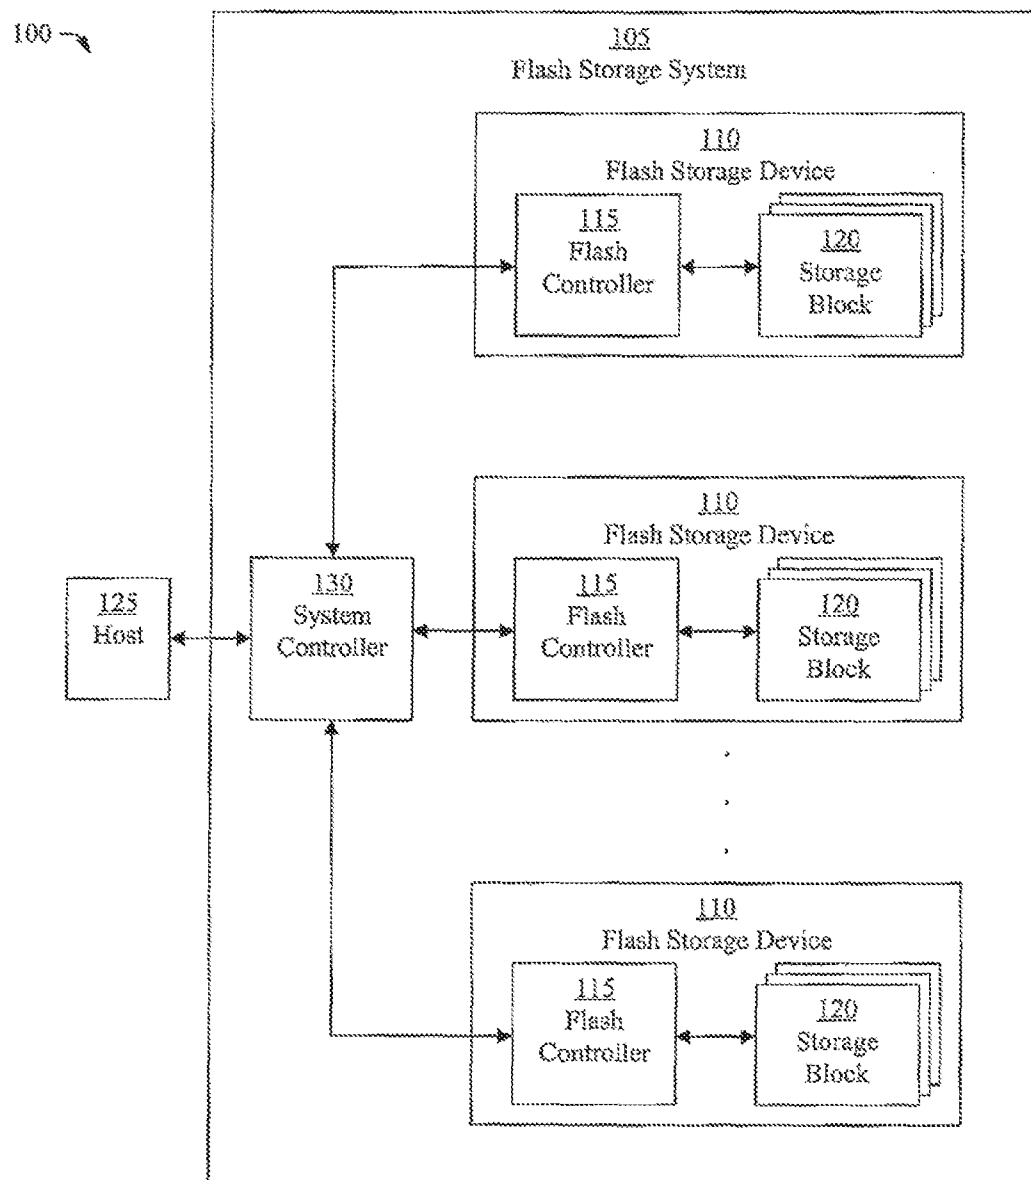 100
105
Flash Storage System
110
Flash Storage Device
115
Flash
Controller
120
Storage
Block
110
Flash Storage Device
115
Flash
Controller
120
Storage
Block
125
Host
130
System
Controller
110
Flash Storage Device
115
Flash
Controller
120
Storage
Block